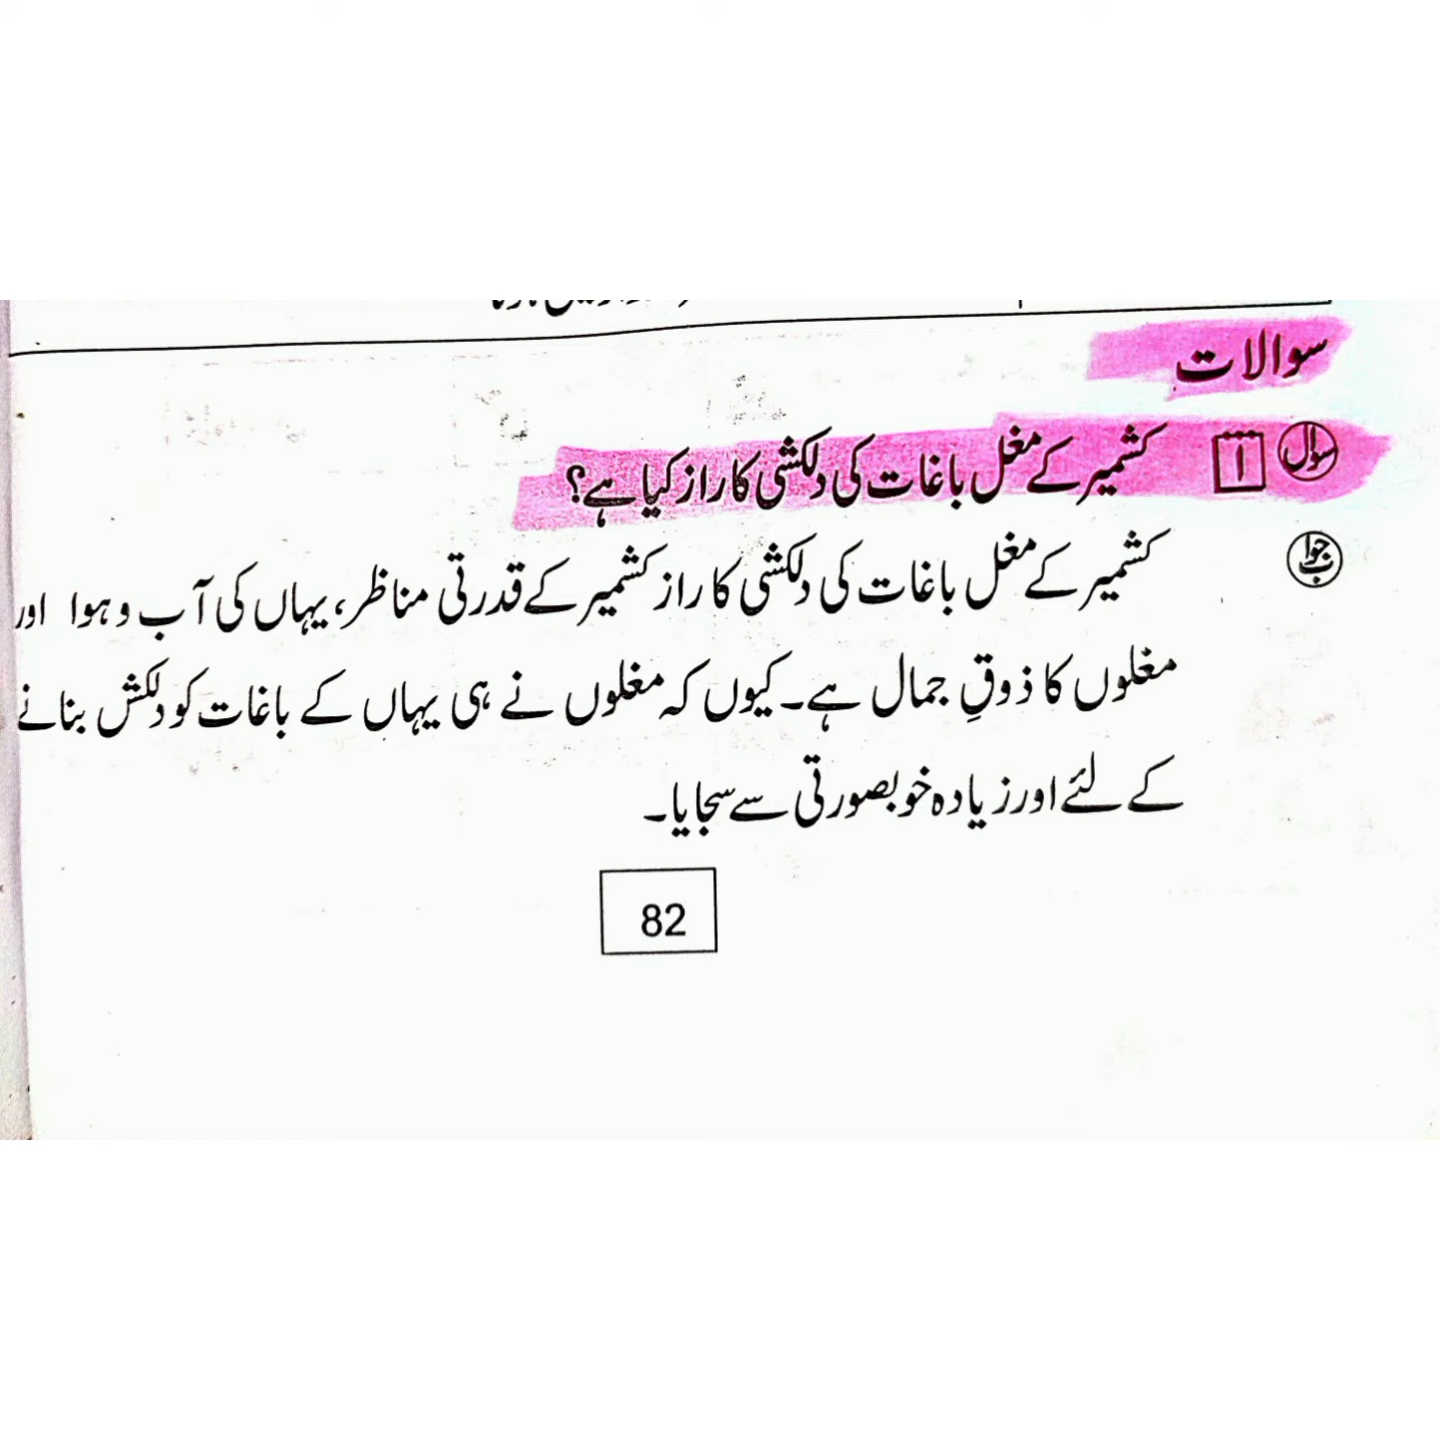 سوالات
سوال ۱ کشمیر کے مغل باغات کی دلکشی کا راز کیا ہے؟
جواب کشمیر کے مغل باغات کی دلکشی کا راز کشمیر کے قدرتی مناظر، یہاں کی آب و ہوا اور
مغلوں کا ذوقِ جمال ہے۔ کیوں کہ مغلوں نے ہی یہاں کے باغات کو دلکش بنانے
کے لئے اور زیادہ خوبصورتی سے سجایا۔
82